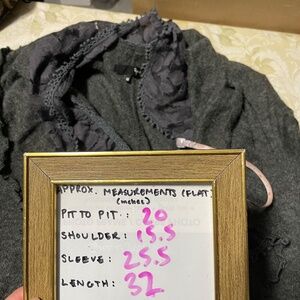 APPROX. MEASUREMENTS (FLAT)
(inches)
PIT TO PIT : 20
SHOULDER : 15.5
SLEEVE : 25.5
LENGTH : 32